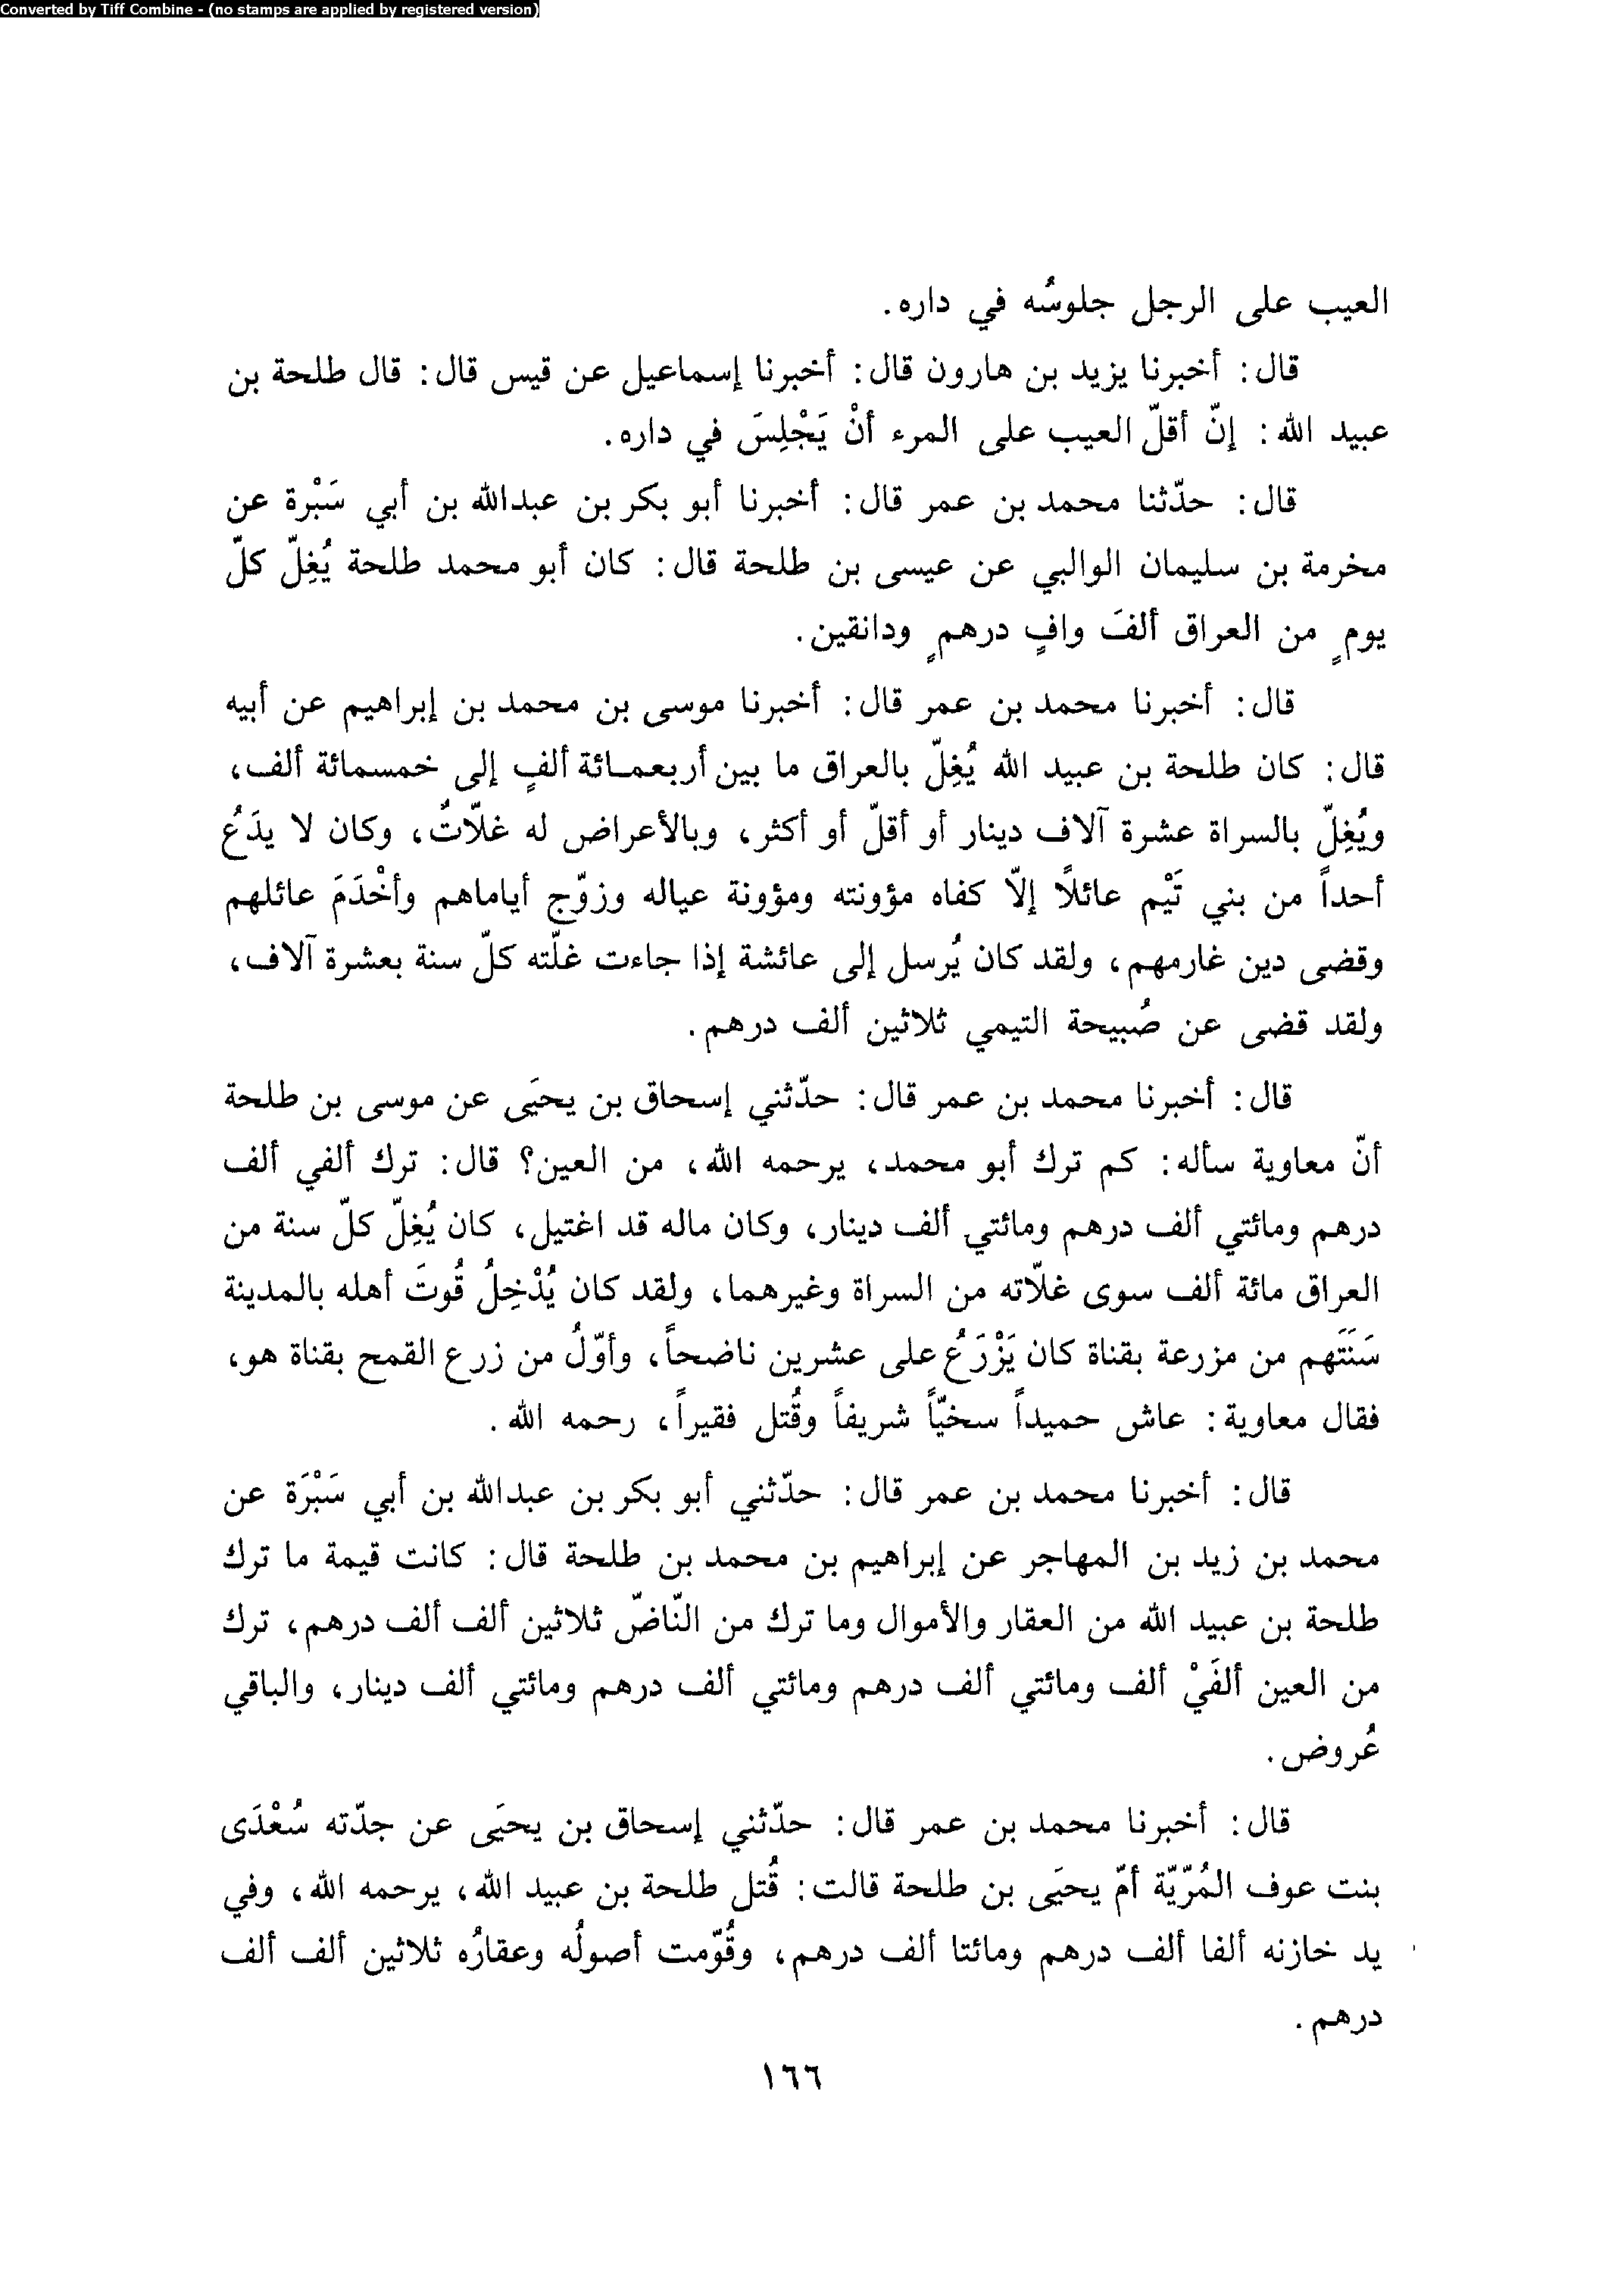 Converted by Tiff Combine - (no stamps are applied by registered version)
العيب على الرجل جلوسُه في داره.
قال: أخبرنا يزيد بن هارون قال: أخبرنا إسماعيل عن قيس قال: قال طلحة بن
عبيد الله: إنّ أقلّ العيب على المرء أنْ يَجْلِسَ في داره.
قال: حدّثنا محمد بن عمر قال: أخبرنا أبو بكر بن عبدالله بن أبي سَبْرة عن
مخرمة بن سليمان الوالبي عن عيسى بن طلحة قال: كان أبو محمد طلحة يُغِلّ كلّ
يومٍ من العراق ألفَ وافٍ درهمٍ ودانقين.
قال: أخبرنا محمد بن عمر قال: أخبرنا موسى بن محمد بن إبراهيم عن أبيه
قال: كان طلحة بن عبيد الله يُغِلّ بالعراق ما بين أربعمائة ألفٍ إلى خمسمائة ألف،
ويُغِلّ بالسراة عشرة آلاف دينار أو أقلّ أو أكثر، وبالأعراض له غلّاتٌ، وكان لا يدَعُ
أحداً من بني تَيْم عائلًا إلّا كفاه مؤونته ومؤونة عياله وزوّج أياماهم وأخْدَمَ عائلهم
وقضى دين غارمهم، ولقد كان يُرسل إلى عائشة إذا جاءت غلّته كلّ سنة بعشرة آلاف،
ولقد قضى عن صُبيحة التيمي ثلاثين ألف درهم.
قال: أخبرنا محمد بن عمر قال: حدّثني إسحاق بن يحيَى عن موسى بن طلحة
أنّ معاوية سأله: كم ترك أبو محمد، يرحمه الله، من العين؟ قال: ترك ألفي ألف
درهم ومائتي ألف درهم ومائتي ألف دينار، وكان ماله قد اغتيل، كان يُغِلّ كلّ سنة من
العراق مائة ألف سوى غلّاته من السراة وغيرهما، ولقد كان يُدْخِلُ قُوتَ أهله بالمدينة
سَنَتَهم من مزرعة بقناة كان يَزْرَعُ على عشرين ناضحاً، وأوّلُ من زرع القمح بقناة هو،
فقال معاوية: عاش حميداً سخيّاً شريفاً وقُتل فقيراً، رحمه الله.
قال: أخبرنا محمد بن عمر قال: حدّثني أبو بكر بن عبدالله بن أبي سَبْرَة عن
محمد بن زيد بن المهاجر عن إبراهيم بن محمد بن طلحة قال: كانت قيمة ما ترك
طلحة بن عبيد الله من العقار والأموال وما ترك من النّاضّ ثلاثين ألف ألف درهم، ترك
من العين ألفَيْ ألف ومائتي ألف درهم ومائتي ألف درهم ومائتي ألف دينار، والباقي
عُروض.
قال: أخبرنا محمد بن عمر قال: حدّثني إسحاق بن يحيَى عن جدّته سُعْدَى
بنت عوف المُرّيّة أمّ يحيَى بن طلحة قالت: قُتل طلحة بن عبيد الله، يرحمه الله، وفي
يد خازنه ألفا ألف درهم ومائتا ألف درهم، وقُوّمت أصولُه وعقارُه ثلاثين ألف ألف
درهم.
١٦٦